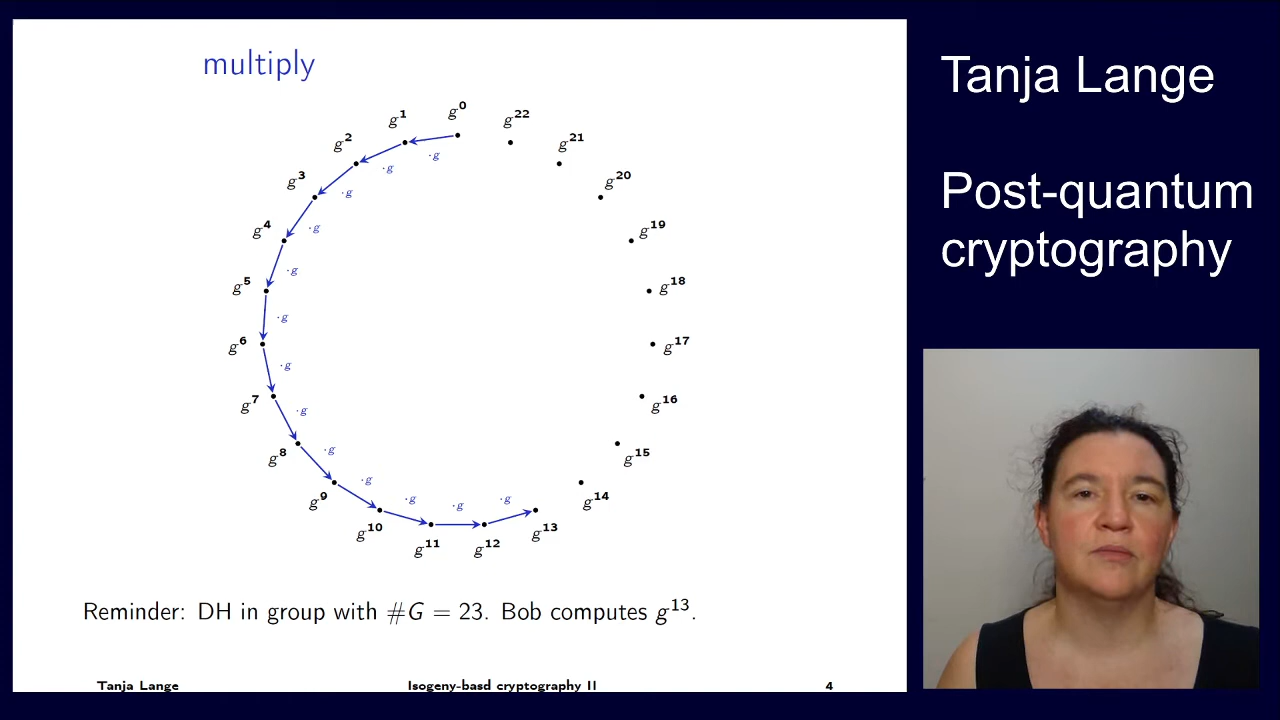 multiply
g^0
g^1
g^2
g^3
g^4
g^5
g^6
g^7
g^8
g^9
g^10
g^11
g^12
g^13
g^14
g^15
g^16
g^17
g^18
g^19
g^20
g^21
g^22
·g
·g
·g
·g
·g
·g
·g
·g
·g
·g
·g
·g
·g
Reminder: DH in group with #G = 23. Bob computes g^13.
Tanja Lange
Isogeny-basd cryptography II
4
Tanja Lange
Post-quantum
cryptography